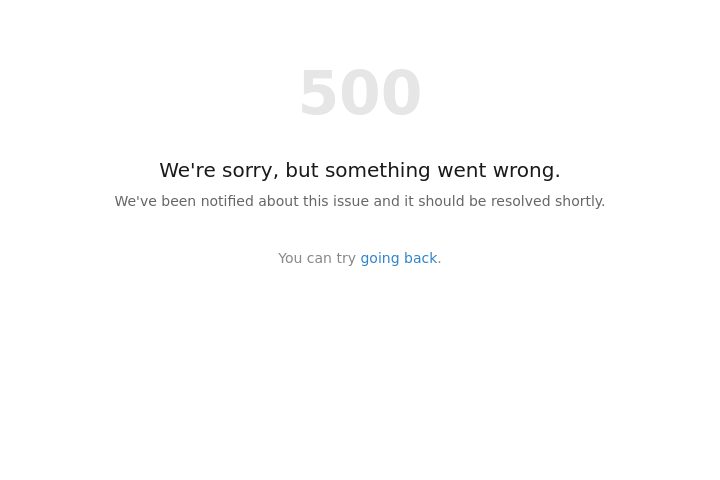 500
We're sorry, but something went wrong.
We've been notified about this issue and it should be resolved shortly.
You can try going back.